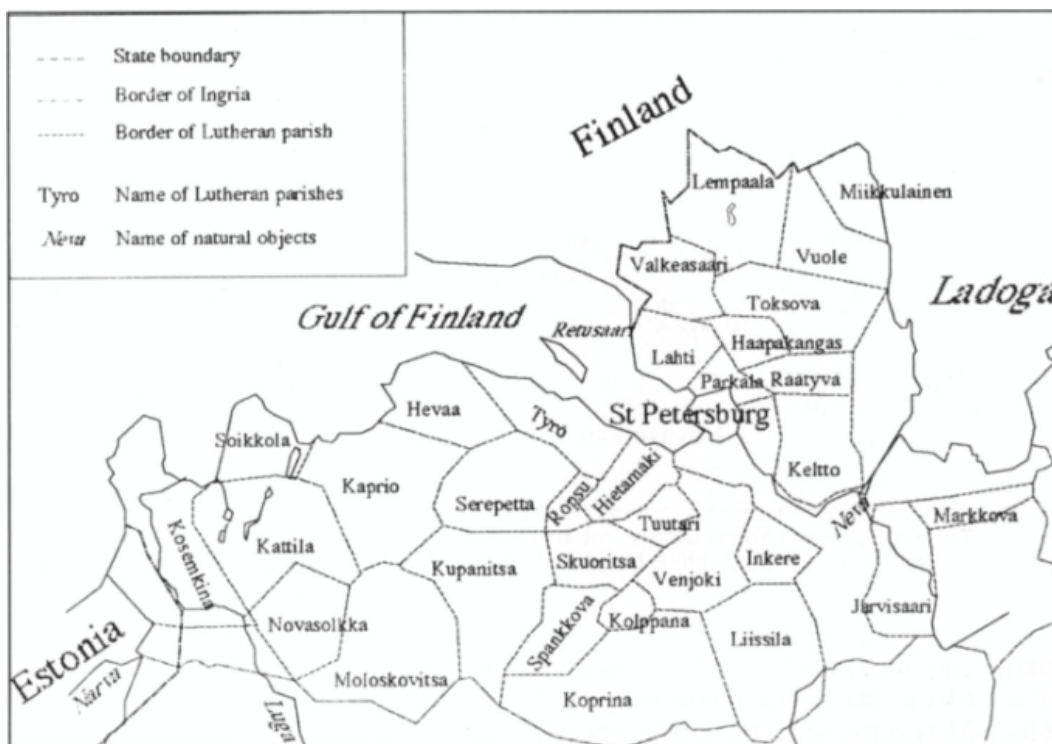 State boundary
Border of Ingria
Border of Lutheran parish
Tyro Name of Lutheran parishes
Neva Name of natural objects
Finland
Lempaala
8
Miikkulainen
Vuole
Valkeasaari
Ladoga
Toksova
Gulf of Finland
Retusaari
Haapakangas
Lahti
Parkala
Raatyva
Hevaa
Tyro
St Petersburg
Soikkola
Keltto
Kaprio
Serepetta
Ropsu
Hietamaki
Neva
Markkova
Kosemkina
Kattila
Tuutari
Inkere
Kupanitsa
Skuoritsa
Venjoki
Jarvisaari
Novasolkka
Spankkova
Kolppana
Liissila
Estonia
Narva
Moloskovitsa
Koprina
Luga